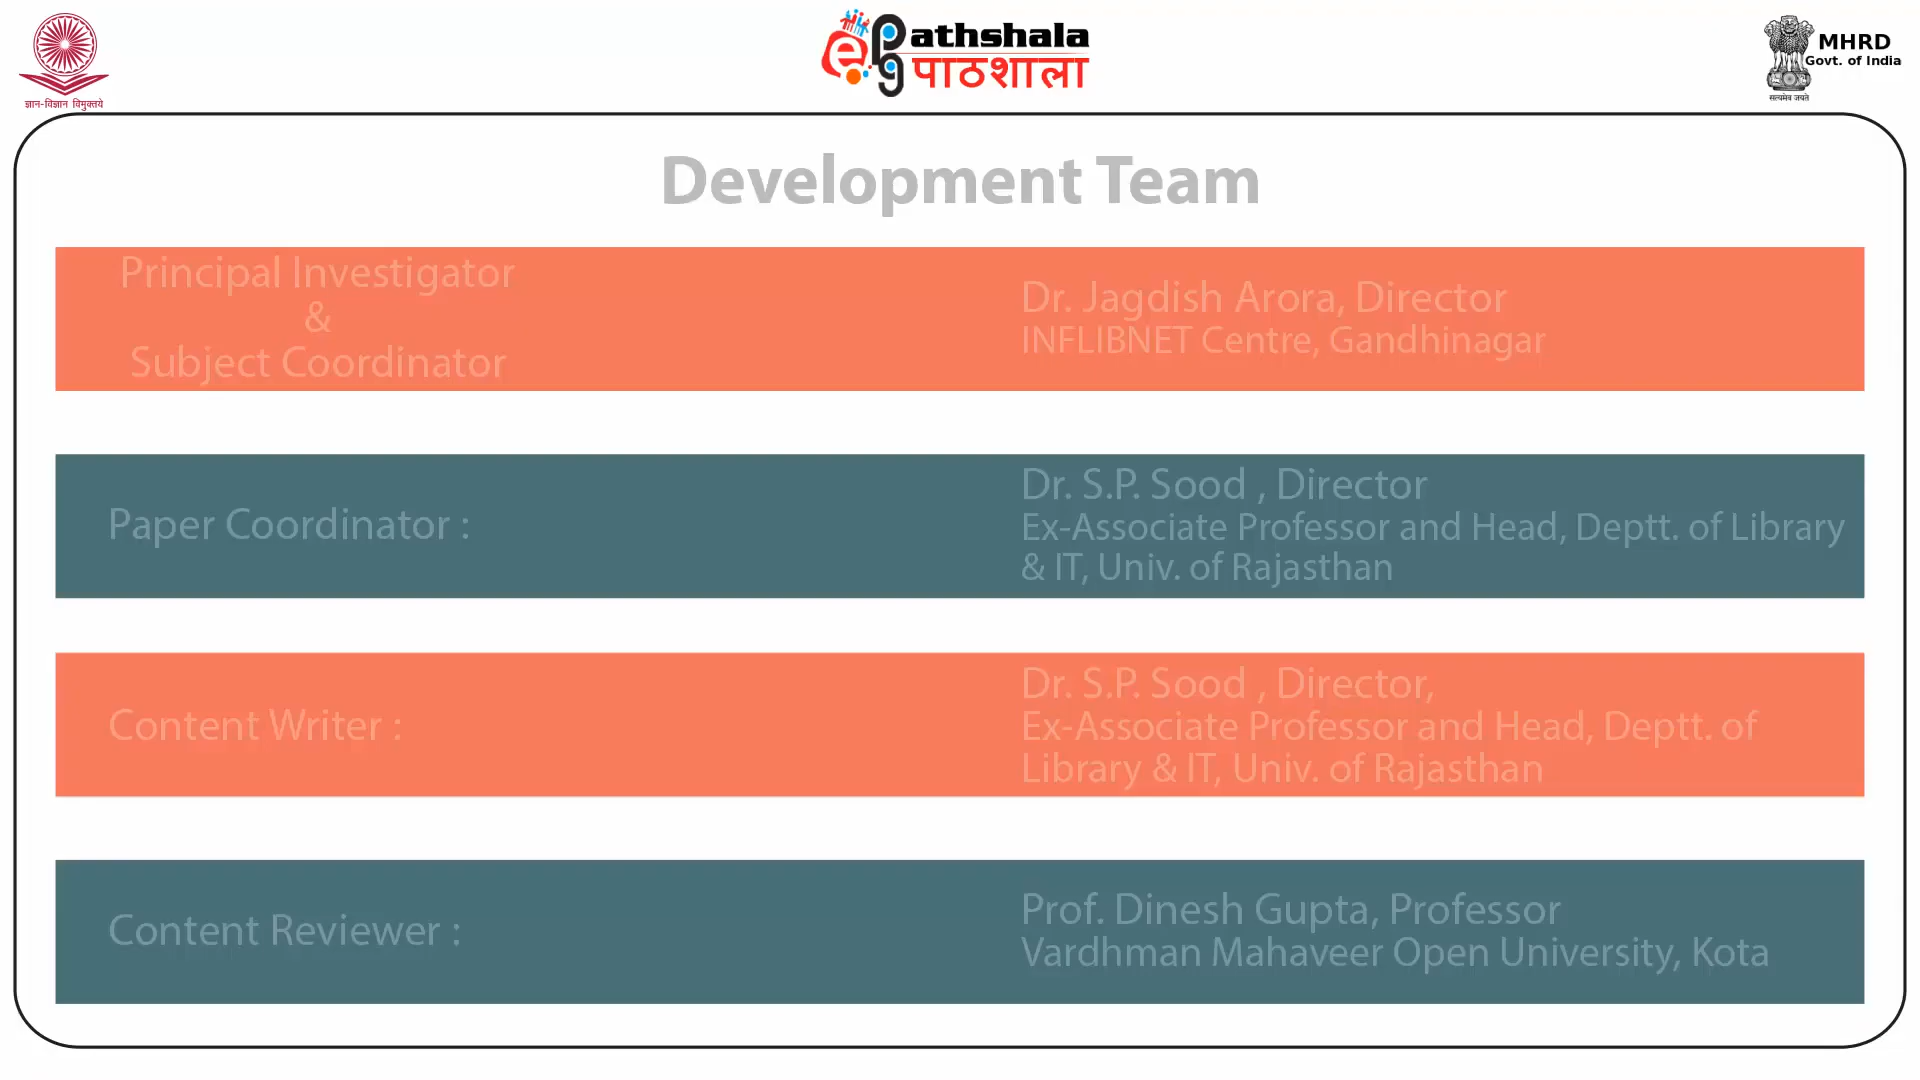 ज्ञान-विज्ञान विमुक्तये
ePG athshala
पाठशाला
सत्यमेव जयते
MHRD
Govt. of India
Development Team
Principal Investigator
&
Subject Coordinator
Dr. Jagdish Arora, Director
INFLIBNET Centre, Gandhinagar
Paper Coordinator :
Dr. S.P. Sood , Director
Ex-Associate Professor and Head, Deptt. of Library
& IT, Univ. of Rajasthan
Content Writer :
Dr. S.P. Sood , Director,
Ex-Associate Professor and Head, Deptt. of
Library & IT, Univ. of Rajasthan
Content Reviewer :
Prof. Dinesh Gupta, Professor
Vardhman Mahaveer Open University, Kota